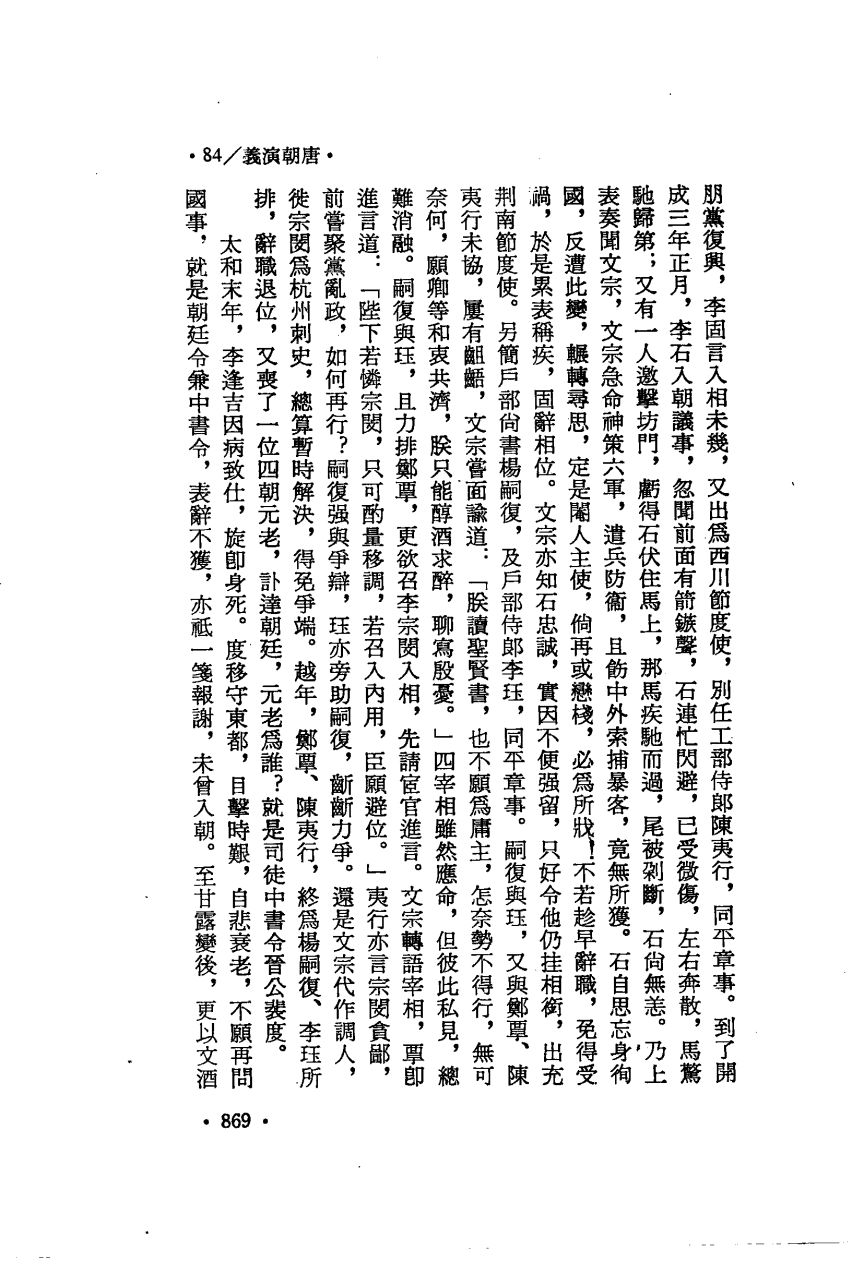 •84／義演朝唐•
朋黨復興，李固言入相未幾，又出爲西川節度使，別任工部侍郎陳夷行，同平章事。到了開
成三年正月，李石入朝議事，忽聞前面有箭鏃聲，石連忙閃避，已受微傷，左右奔散，馬驚
馳歸第；又有一人邀擊坊門，虧得石伏住馬上，那馬疾馳而過，尾被剁斷，石尙無恙。乃上
表奏聞文宗，文宗急命神策六軍，遣兵防衞，且飭中外索捕暴客，竟無所獲。石自思忘身徇
國，反遭此變，輾轉尋思，定是閹人主使，倘再或戀棧，必爲所戕！不若趁早辭職，免得受
禍，於是累表稱疾，固辭相位。文宗亦知石忠誠，實因不便强留，只好令他仍挂相銜，出充
荆南節度使。另簡戶部尙書楊嗣復，及戶部侍郎李珏，同平章事。嗣復與珏，又與鄭覃、陳
夷行未協，屢有齟齬，文宗嘗面諭道：「朕讀聖賢書，也不願爲庸主，怎奈勢不得行，無可
奈何，願卿等和衷共濟，朕只能醇酒求醉，聊寫殷憂。」四宰相雖然應命，但彼此私見，總
難消融。嗣復與珏，且力排鄭覃，更欲召李宗閔入相，先請宦官進言。文宗轉語宰相，覃卽
進言道：「陛下若憐宗閔，只可酌量移調，若召入內用，臣願避位。」夷行亦言宗閔貪鄙，
前嘗聚黨亂政，如何再行？嗣復强與爭辯，珏亦旁助嗣復，齗齗力爭。還是文宗代作調人，
徙宗閔爲杭州刺史，總算暫時解決，得免爭端。越年，鄭覃、陳夷行，終爲楊嗣復、李珏所
排，辭職退位，又喪了一位四朝元老，訃達朝廷，元老爲誰？就是司徒中書令晉公裴度。
太和末年，李逢吉因病致仕，旋卽身死。度移守東都，目擊時艱，自悲衰老，不願再問
國事，就是朝廷令兼中書令，表辭不獲，亦祗一箋報謝，未曾入朝。至甘露變後，更以文酒
•869•